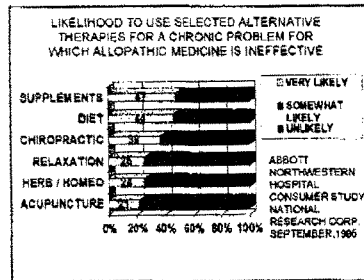 LIKELIHOOD TO USE SELECTED ALTERNATIVE
THERAPIES FOR A CHRONIC PROBLEM FOR
WHICH ALLOPATHIC MEDICINE IS INEFFECTIVE
VERY LIKELY
SOMEWHAT
LIKELY
UNLIKELY
SUPPLEMENTS
DIET
CHIROPRACTIC
RELAXATION
HERB / HOMEO
ACUPUNCTURE 21
0% 20% 40% 60% 80% 100%
ABBOTT
NORTHWESTERN
HOSPITAL
CONSUMER STUDY
NATIONAL
RESEARCH CORP.
SEPTEMBER,